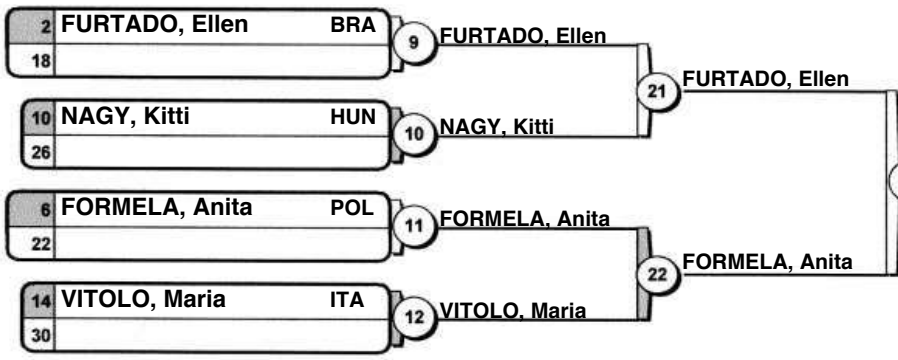 2 FURTADO, Ellen BRA
18
9
FURTADO, Ellen
10 NAGY, Kitti HUN
26
10
NAGY, Kitti
21
FURTADO, Ellen
6 FORMELA, Anita POL
22
11
FORMELA, Anita
14 VITOLO, Maria ITA
30
12
VITOLO, Maria
22
FORMELA, Anita